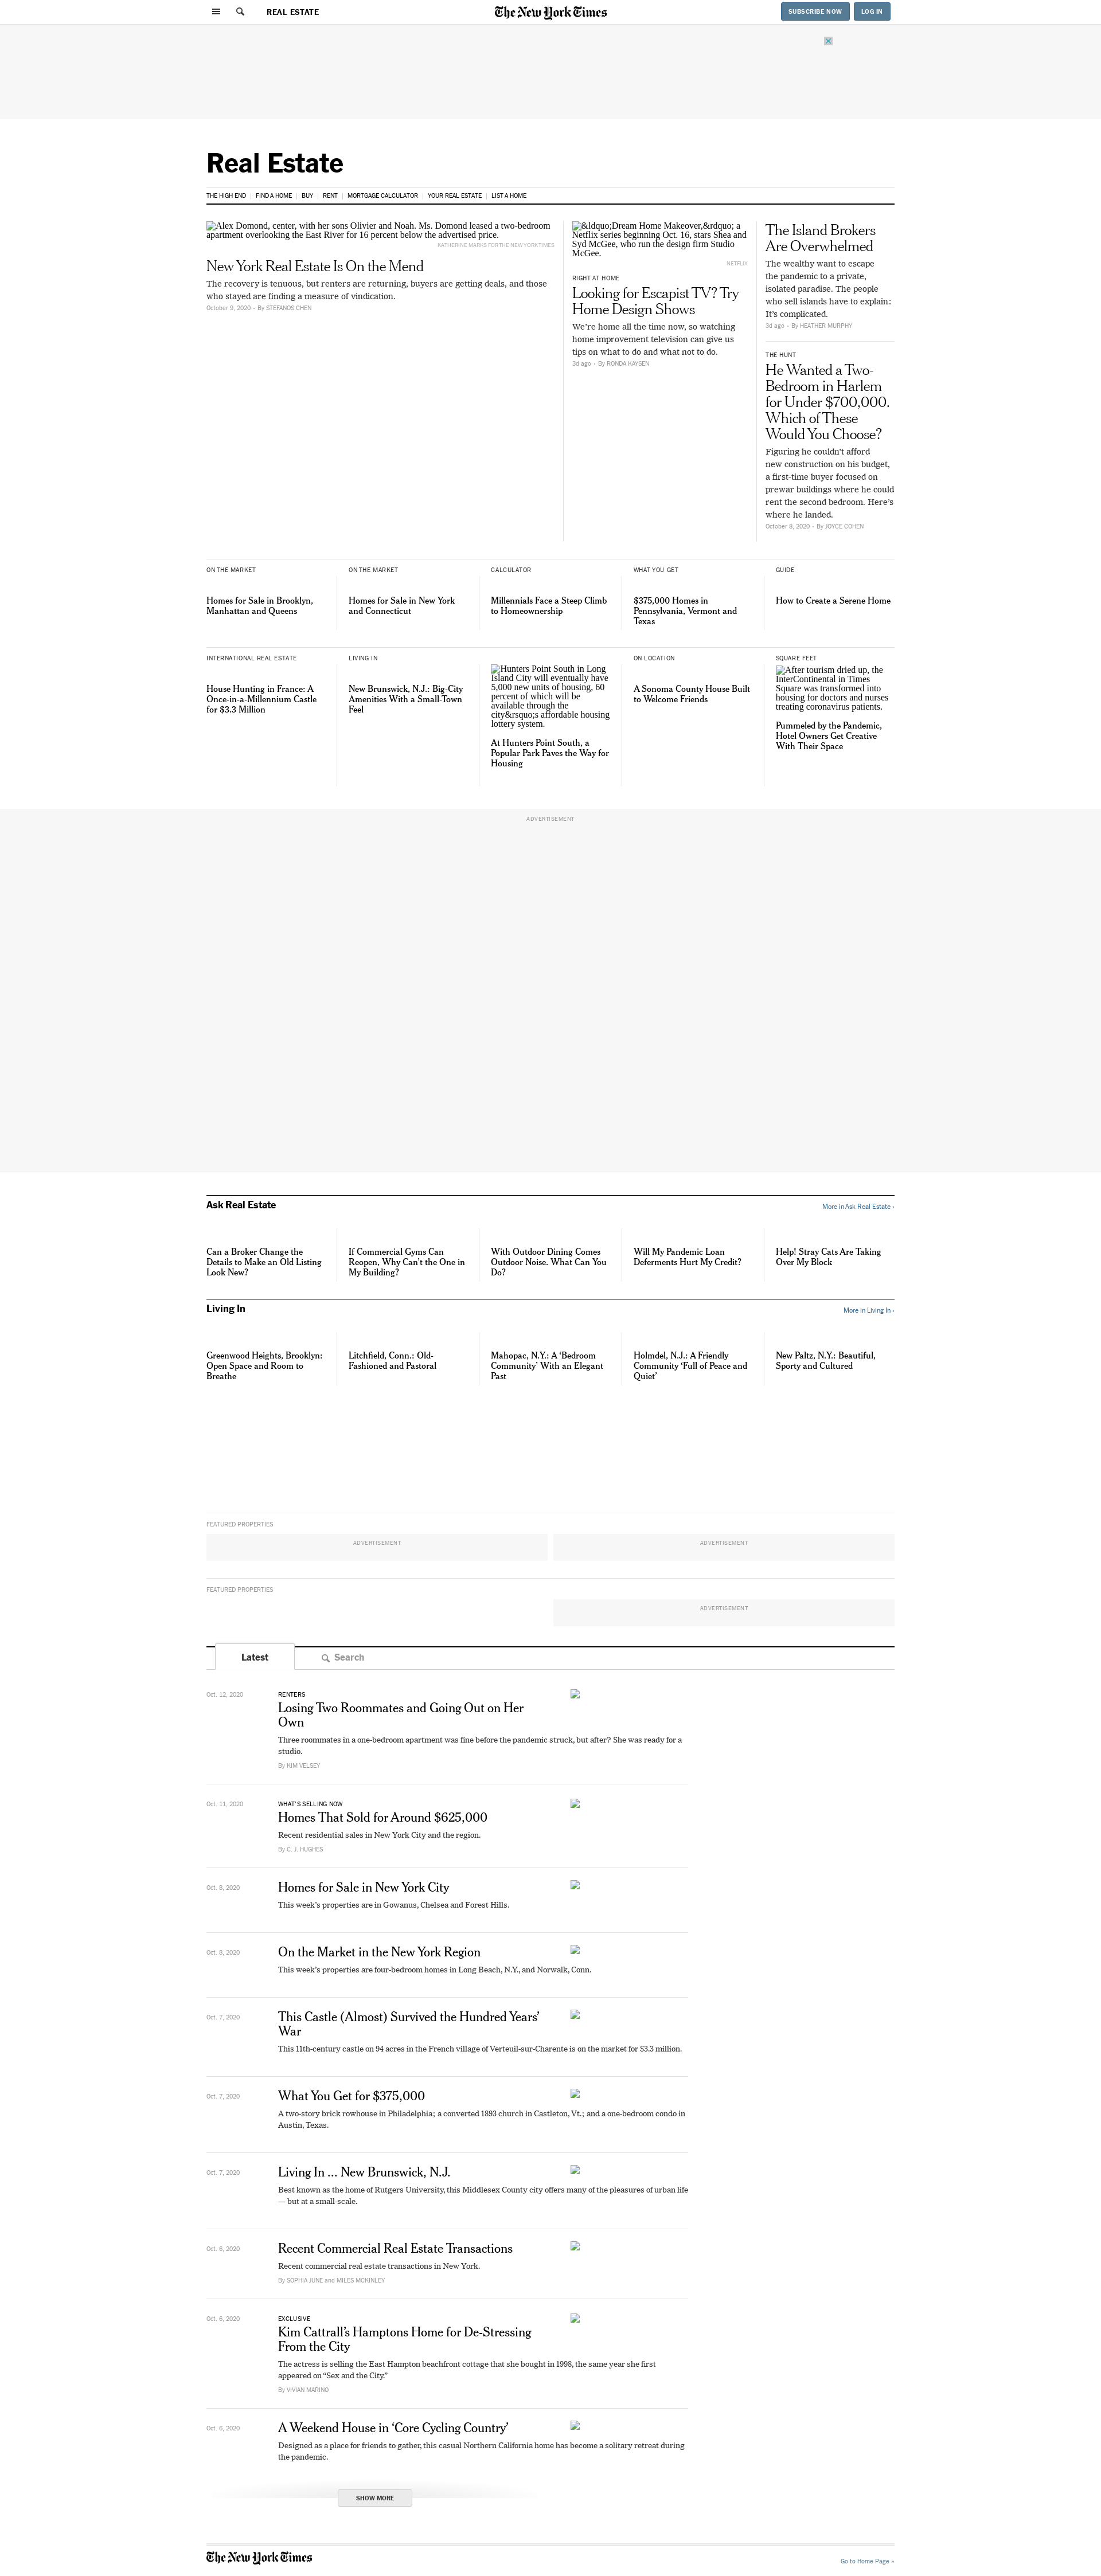 REAL ESTATE
The New York Times
SUBSCRIBE NOW
LOG IN
Real Estate
THE HIGH END | FIND A HOME | BUY | RENT | MORTGAGE CALCULATOR | YOUR REAL ESTATE | LIST A HOME
Alex Domond, center, with her sons Olivier and Noah. Ms. Domond leased a two-bedroom
apartment overlooking the East River for 16 percent below the advertised price.
KATHERINE MARKS FOR THE NEW YORK TIMES
New York Real Estate Is On the Mend
The recovery is tenuous, but renters are returning, buyers are getting deals, and those
who stayed are finding a measure of vindication.
October 9, 2020 • By STEFANOS CHEN
&ldquo;Dream Home Makeover,&rdquo; a
Netflix series beginning Oct. 16, stars Shea and
Syd McGee, who run the design firm Studio
McGee.
NETFLIX
RIGHT AT HOME
Looking for Escapist TV? Try
Home Design Shows
We’re home all the time now, so watching
home improvement television can give us
tips on what to do and what not to do.
3d ago • By RONDA KAYSEN
The Island Brokers
Are Overwhelmed
The wealthy want to escape
the pandemic to a private,
isolated paradise. The people
who sell islands have to explain:
It’s complicated.
3d ago • By HEATHER MURPHY
THE HUNT
He Wanted a Two-
Bedroom in Harlem
for Under $700,000.
Which of These
Would You Choose?
Figuring he couldn’t afford
new construction on his budget,
a first-time buyer focused on
prewar buildings where he could
rent the second bedroom. Here’s
where he landed.
October 8, 2020 • By JOYCE COHEN
ON THE MARKET
Homes for Sale in Brooklyn,
Manhattan and Queens
ON THE MARKET
Homes for Sale in New York
and Connecticut
CALCULATOR
Millennials Face a Steep Climb
to Homeownership
WHAT YOU GET
$375,000 Homes in
Pennsylvania, Vermont and
Texas
GUIDE
How to Create a Serene Home
INTERNATIONAL REAL ESTATE
House Hunting in France: A
Once-in-a-Millennium Castle
for $3.3 Million
LIVING IN
New Brunswick, N.J.: Big-City
Amenities With a Small-Town
Feel
Hunters Point South in Long
Island City will eventually have
5,000 new units of housing, 60
percent of which will be
available through the
city&rsquo;s affordable housing
lottery system.
At Hunters Point South, a
Popular Park Paves the Way for
Housing
ON LOCATION
A Sonoma County House Built
to Welcome Friends
SQUARE FEET
After tourism dried up, the
InterContinental in Times
Square was transformed into
housing for doctors and nurses
treating coronavirus patients.
Pummeled by the Pandemic,
Hotel Owners Get Creative
With Their Space
ADVERTISEMENT
Ask Real Estate
More in Ask Real Estate ›
Can a Broker Change the
Details to Make an Old Listing
Look New?
If Commercial Gyms Can
Reopen, Why Can’t the One in
My Building?
With Outdoor Dining Comes
Outdoor Noise. What Can You
Do?
Will My Pandemic Loan
Deferments Hurt My Credit?
Help! Stray Cats Are Taking
Over My Block
Living In
More in Living In ›
Greenwood Heights, Brooklyn:
Open Space and Room to
Breathe
Litchfield, Conn.: Old-
Fashioned and Pastoral
Mahopac, N.Y.: A ‘Bedroom
Community’ With an Elegant
Past
Holmdel, N.J.: A Friendly
Community ‘Full of Peace and
Quiet’
New Paltz, N.Y.: Beautiful,
Sporty and Cultured
FEATURED PROPERTIES
ADVERTISEMENT
ADVERTISEMENT
FEATURED PROPERTIES
ADVERTISEMENT
Latest
Search
Oct. 12, 2020
RENTERS
Losing Two Roommates and Going Out on Her
Own
Three roommates in a one-bedroom apartment was fine before the pandemic struck, but after? She was ready for a
studio.
By KIM VELSEY
Oct. 11, 2020
WHAT’S SELLING NOW
Homes That Sold for Around $625,000
Recent residential sales in New York City and the region.
By C. J. HUGHES
Oct. 8, 2020
Homes for Sale in New York City
This week’s properties are in Gowanus, Chelsea and Forest Hills.
Oct. 8, 2020
On the Market in the New York Region
This week’s properties are four-bedroom homes in Long Beach, N.Y., and Norwalk, Conn.
Oct. 7, 2020
This Castle (Almost) Survived the Hundred Years’
War
This 11th-century castle on 94 acres in the French village of Verteuil-sur-Charente is on the market for $3.3 million.
Oct. 7, 2020
What You Get for $375,000
A two-story brick rowhouse in Philadelphia; a converted 1893 church in Castleton, Vt.; and a one-bedroom condo in
Austin, Texas.
Oct. 7, 2020
Living In ... New Brunswick, N.J.
Best known as the home of Rutgers University, this Middlesex County city offers many of the pleasures of urban life
— but at a small-scale.
Oct. 6, 2020
Recent Commercial Real Estate Transactions
Recent commercial real estate transactions in New York.
By SOPHIA JUNE and MILES MCKINLEY
Oct. 6, 2020
EXCLUSIVE
Kim Cattrall’s Hamptons Home for De-Stressing
From the City
The actress is selling the East Hampton beachfront cottage that she bought in 1998, the same year she first
appeared on “Sex and the City.”
By VIVIAN MARINO
Oct. 6, 2020
A Weekend House in ‘Core Cycling Country’
Designed as a place for friends to gather, this casual Northern California home has become a solitary retreat during
the pandemic.
SHOW MORE
The New York Times
Go to Home Page »